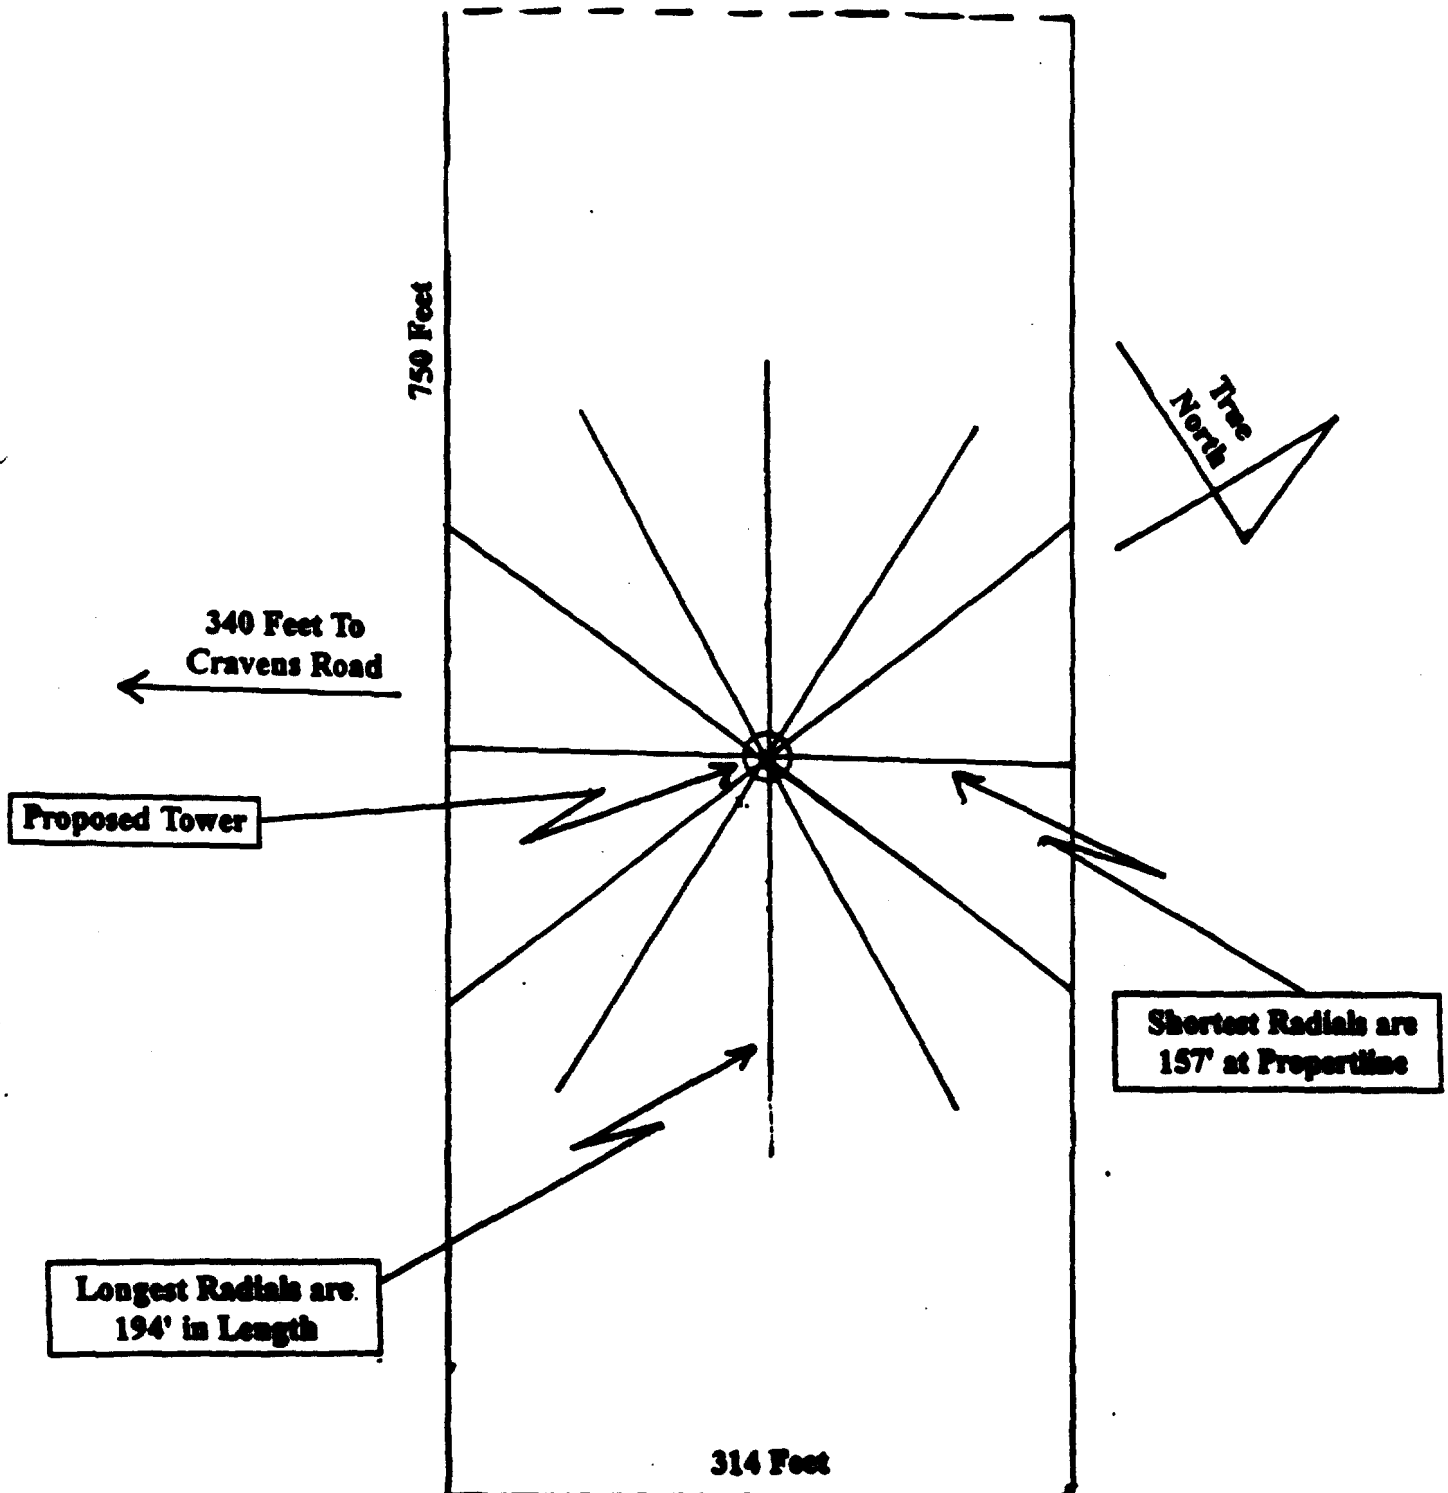 750 Feet
True
North
340 Feet To
Cravens Road
Proposed Tower
Shortest Radials are
157' at Propertline
Longest Radials are
194' in Length
314 Feet